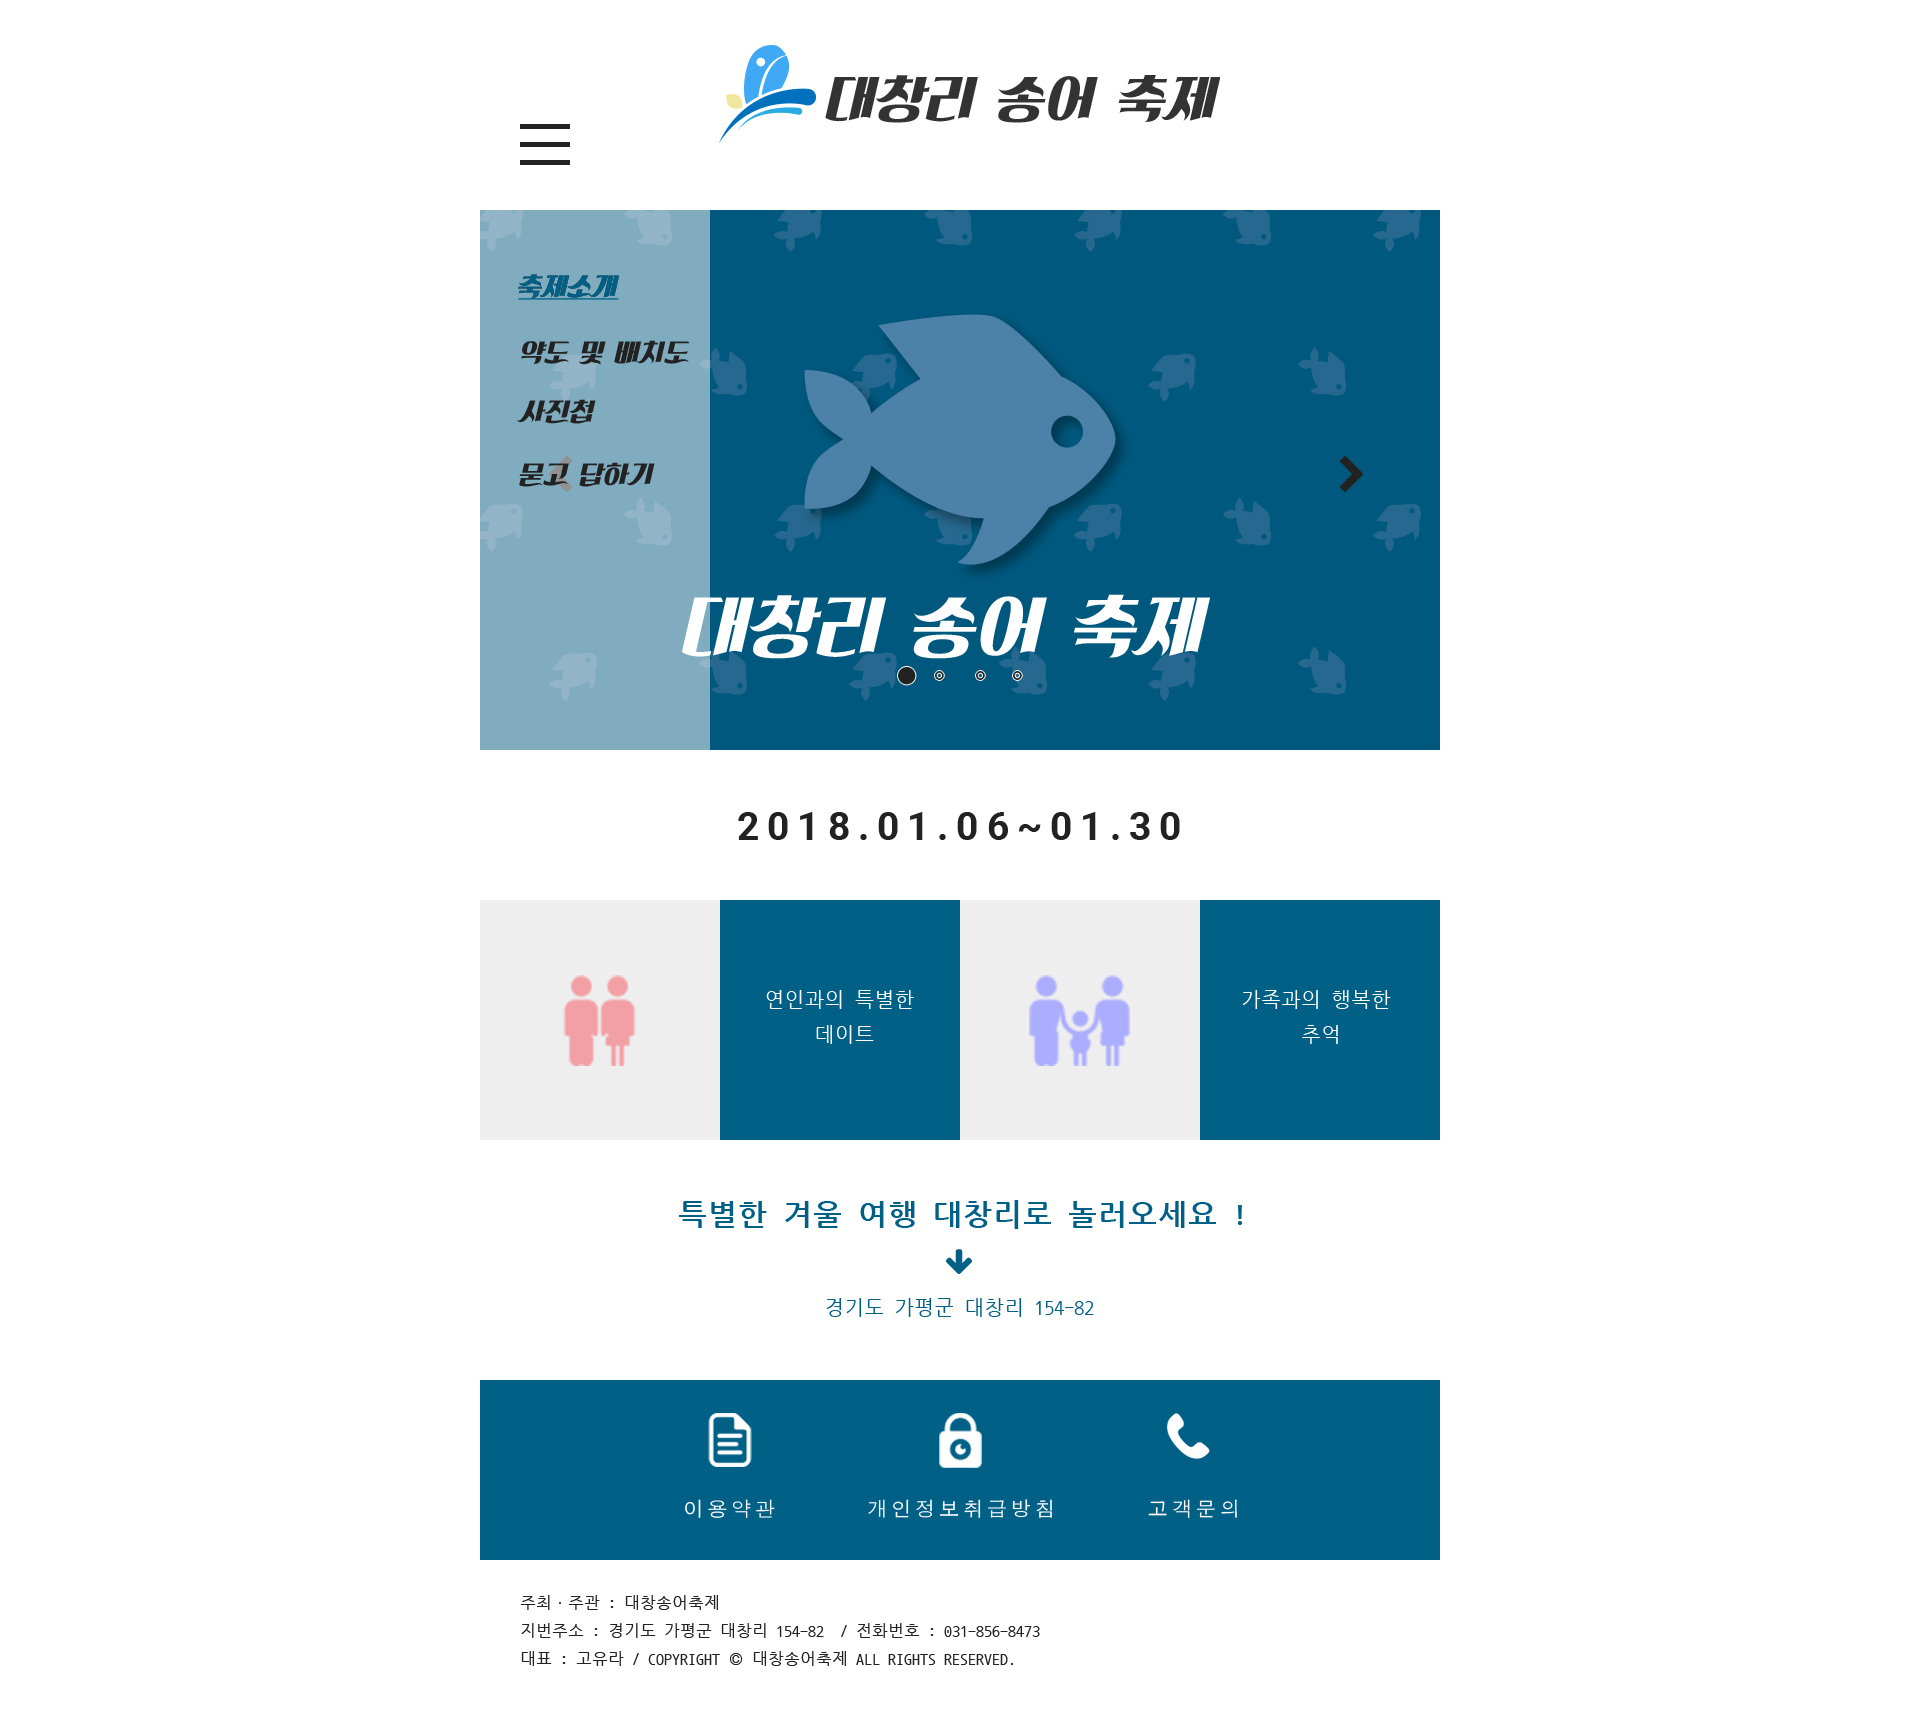 대창리 송어 축제
축제소개
약도 및 배치도
사진첩
묻고 답하기
대창리 송어 축제
2018.01.06~01.30
연인과의 특별한
데이트
가족과의 행복한
추억
특별한 겨울 여행 대창리로 놀러오세요 !
경기도 가평군 대창리 154-82
이용약관
개인정보취급방침
고객문의
주최·주관 : 대창송어축제
지번주소 : 경기도 가평군 대창리 154-82 / 전화번호 : 031-856-8473
대표 : 고유라 / COPYRIGHT © 대창송어축제 ALL RIGHTS RESERVED.